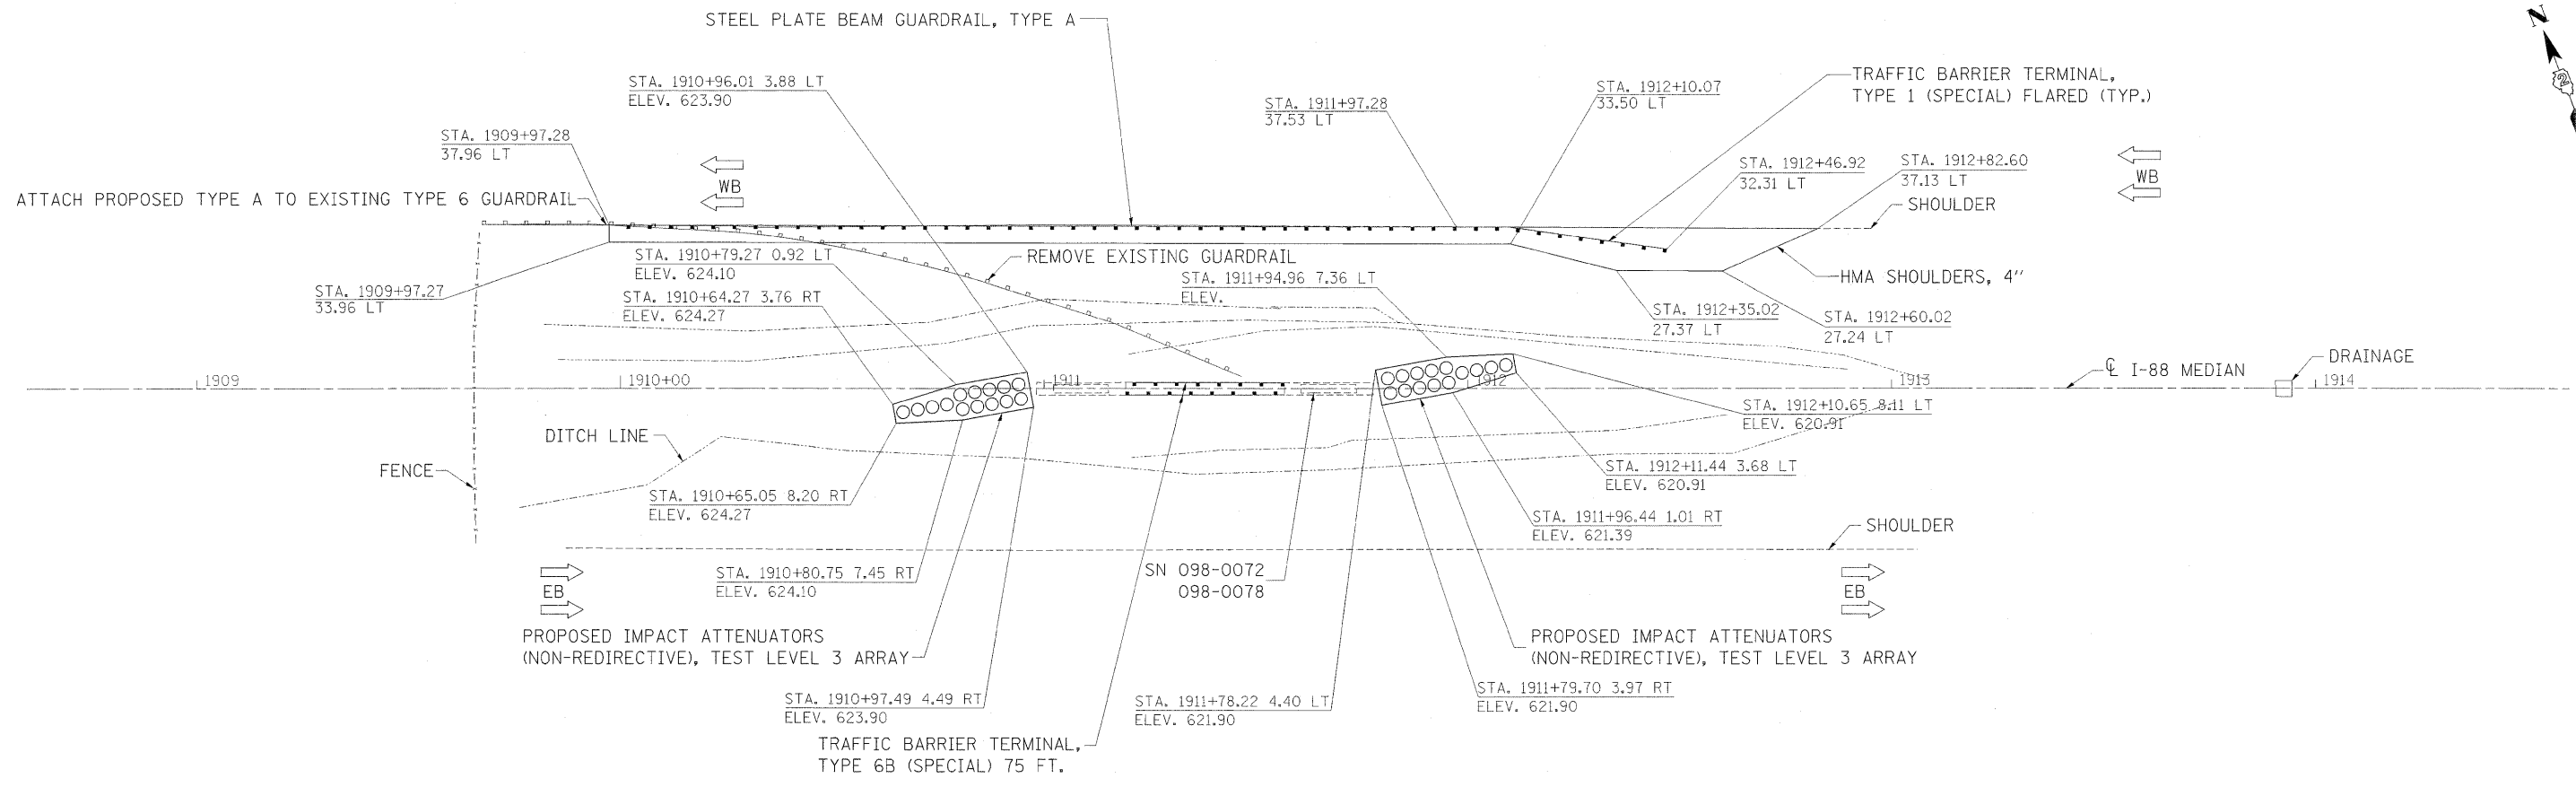 STEEL PLATE BEAM GUARDRAIL, TYPE A
N
2
STA. 1910+96.01 3.88 LT
ELEV. 623.90
STA. 1911+97.28
37.53 LT
STA. 1912+10.07
33.50 LT
TRAFFIC BARRIER TERMINAL,
TYPE 1 (SPECIAL) FLARED (TYP.)
STA. 1909+97.28
37.96 LT
STA. 1912+46.92
32.31 LT
STA. 1912+82.60
37.13 LT
WB
WB
ATTACH PROPOSED TYPE A TO EXISTING TYPE 6 GUARDRAIL
SHOULDER
STA. 1910+79.27 0.92 LT
ELEV. 624.10
REMOVE EXISTING GUARDRAIL
STA. 1911+94.96 7.36 LT
ELEV.
HMA SHOULDERS, 4"
STA. 1909+97.27
33.96 LT
STA. 1910+64.27 3.76 RT
ELEV. 624.27
STA. 1912+35.02
27.37 LT
STA. 1912+60.02
27.24 LT
1909
1910+00
1911
1912
1913
℄ I-88 MEDIAN
DRAINAGE
1914
STA. 1912+10.65 8.11 LT
ELEV. 620.91
DITCH LINE
FENCE
STA. 1912+11.44 3.68 LT
ELEV. 620.91
STA. 1910+65.05 8.20 RT
ELEV. 624.27
STA. 1911+96.44 1.01 RT
ELEV. 621.39
SHOULDER
EB
STA. 1910+80.75 7.45 RT
ELEV. 624.10
SN 098-0072
098-0078
EB
PROPOSED IMPACT ATTENUATORS
(NON-REDIRECTIVE), TEST LEVEL 3 ARRAY
PROPOSED IMPACT ATTENUATORS
(NON-REDIRECTIVE), TEST LEVEL 3 ARRAY
STA. 1910+97.49 4.49 RT
ELEV. 623.90
STA. 1911+78.22 4.40 LT
ELEV. 621.90
STA. 1911+79.70 3.97 RT
ELEV. 621.90
TRAFFIC BARRIER TERMINAL,
TYPE 6B (SPECIAL) 75 FT.